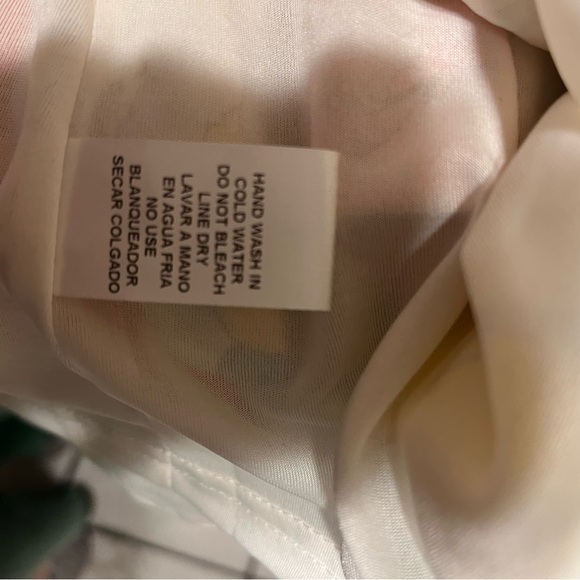 HAND WASH IN
COLD WATER
DO NOT BLEACH
LINE DRY
LAVAR A MANO
EN AGUA FRIA
NO USE
BLANQUEADOR
SECAR COLGADO